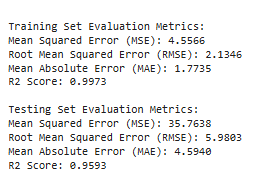 Training Set Evaluation Metrics:
Mean Squared Error (MSE): 4.5566
Root Mean Squared Error (RMSE): 2.1346
Mean Absolute Error (MAE): 1.7735
R2 Score: 0.9973
Testing Set Evaluation Metrics:
Mean Squared Error (MSE): 35.7638
Root Mean Squared Error (RMSE): 5.9803
Mean Absolute Error (MAE): 4.5940
R2 Score: 0.9593